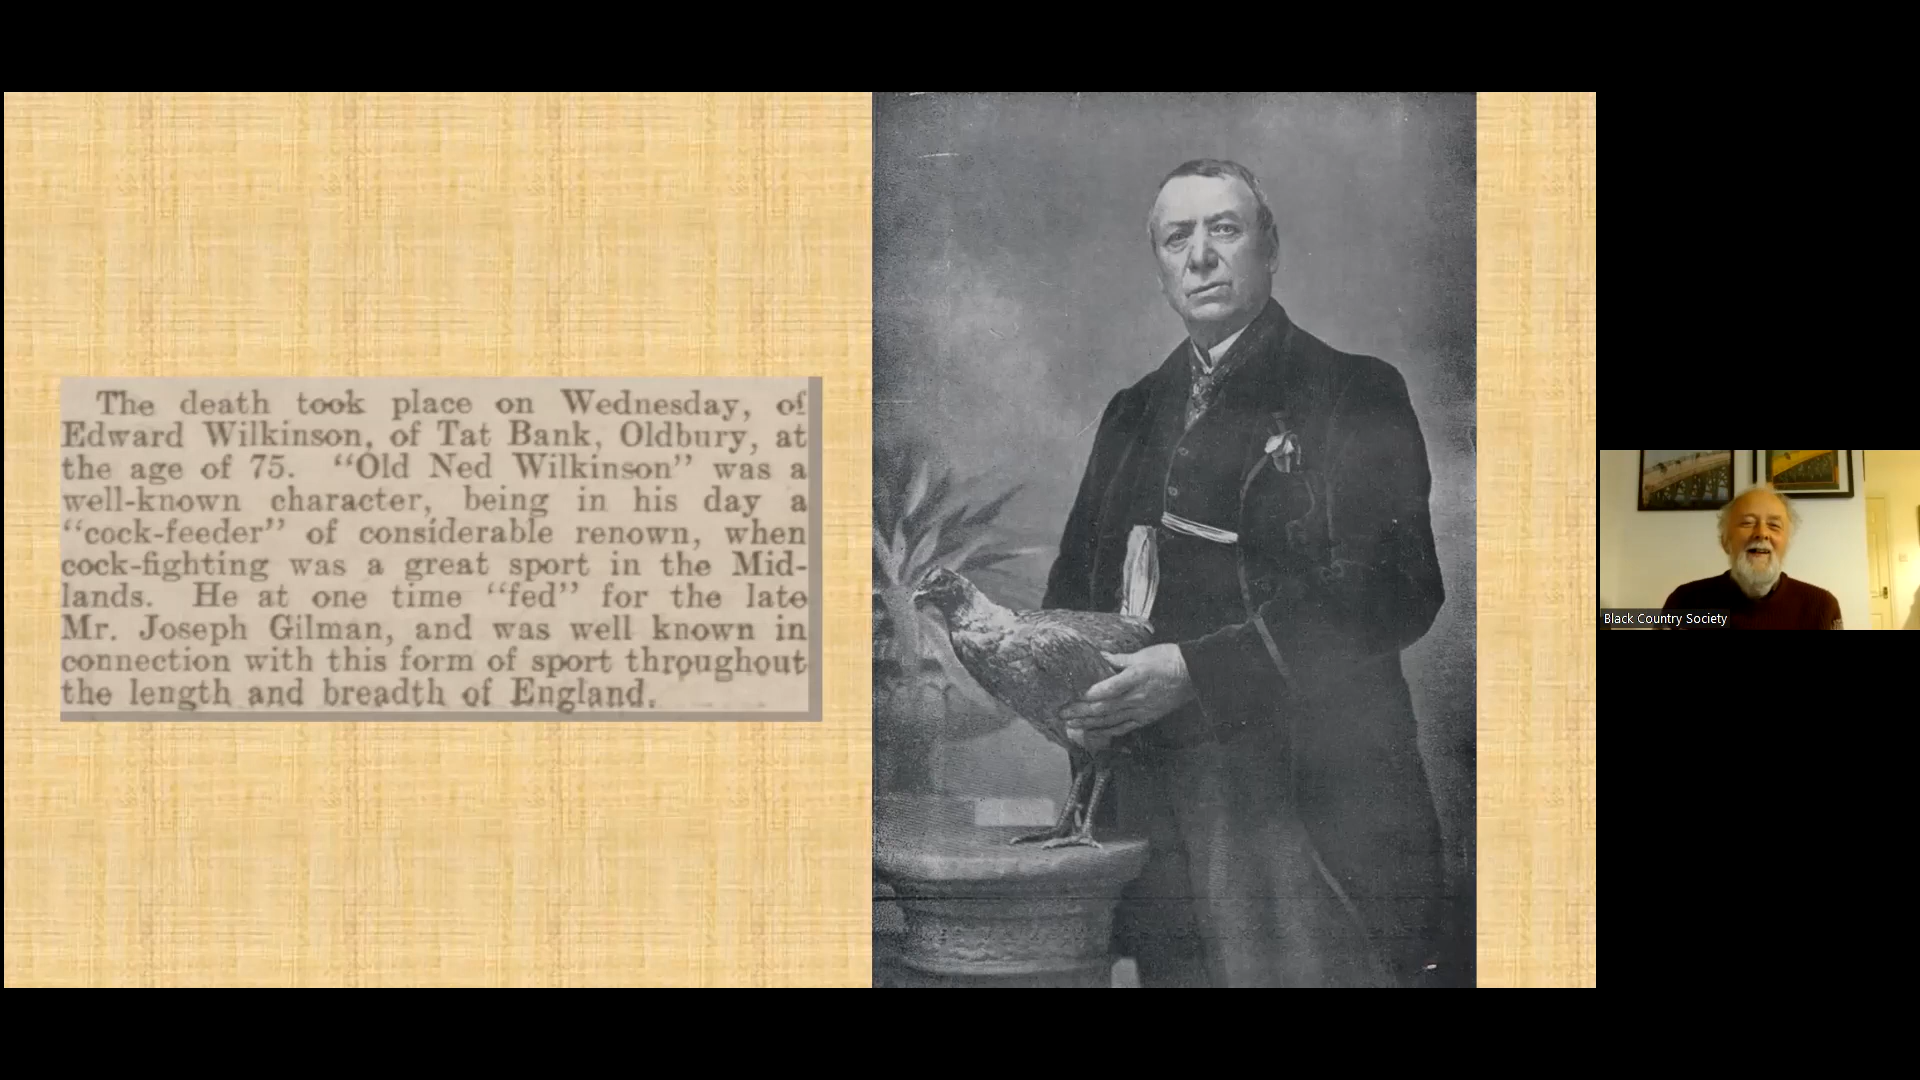 The death took place on Wednesday, of
Edward Wilkinson, of Tat Bank, Oldbury, at
the age of 75. “Old Ned Wilkinson” was a
well-known character, being in his day a
“cock-feeder” of considerable renown, when
cock-fighting was a great sport in the Mid-
lands. He at one time “fed” for the late
Mr. Joseph Gilman, and was well known in
connection with this form of sport throughout
the length and breadth of England.
Black Country Society